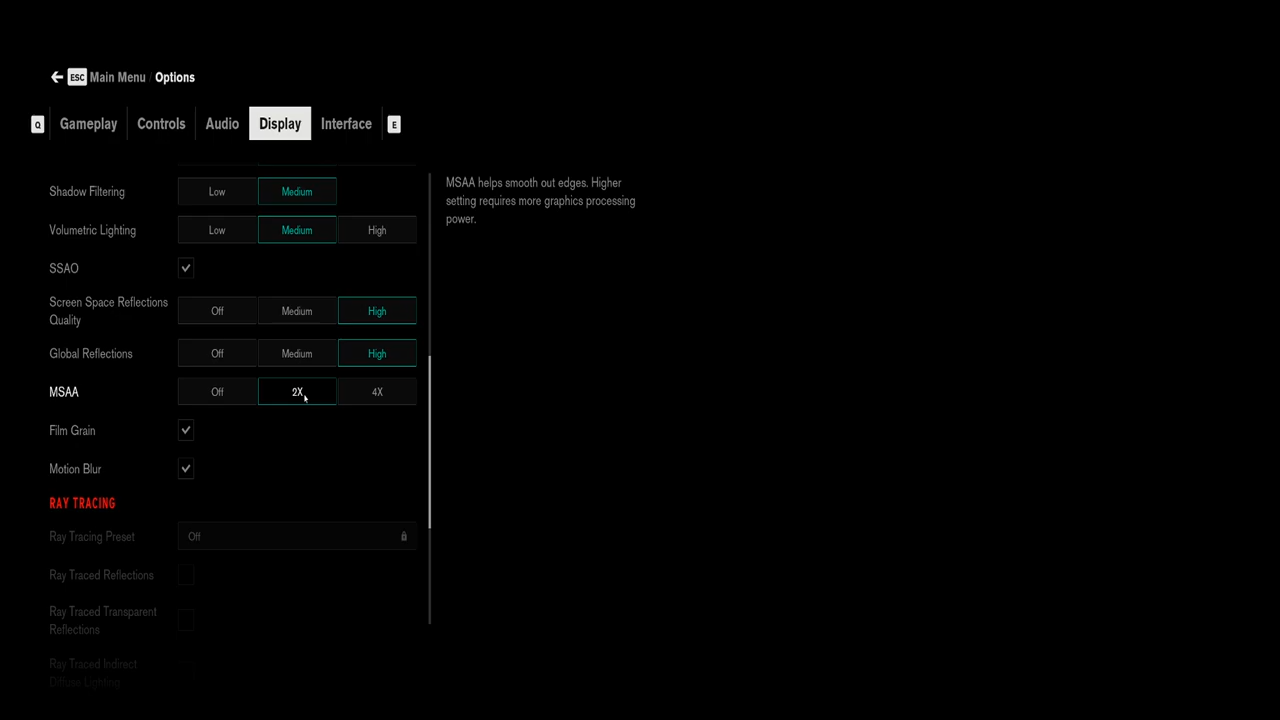 ESC Main Menu / Options
Q Gameplay Controls Audio Display Interface E
Shadow Filtering Low Medium
MSAA helps smooth out edges. Higher
setting requires more graphics processing
power.
Volumetric Lighting Low Medium High
SSAO
Screen Space Reflections
Quality
Off Medium High
Global Reflections Off Medium High
MSAA Off 2X 4X
Film Grain
Motion Blur
RAY TRACING
Ray Tracing Preset Off
Ray Traced Reflections
Ray Traced Transparent
Reflections
Ray Traced Indirect
Diffuse Lighting